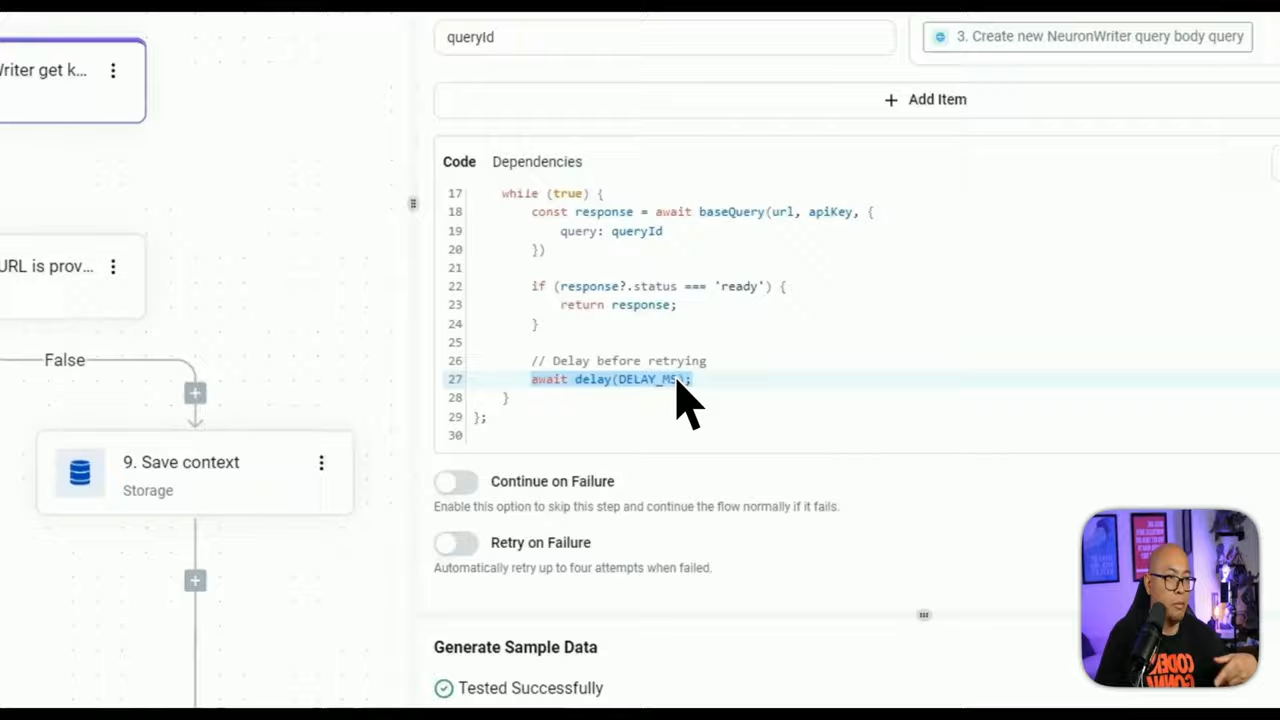 Writer get k...
URL is prov...
False
9. Save context
Storage
queryId
3. Create new NeuronWriter query body query
+ Add Item
Code Dependencies
17 while (true) {
18 const response = await baseQuery(url, apiKey, {
19 query: queryId
20 })
21
22 if (response?.status === 'ready') {
23 return response;
24 }
25
26 // Delay before retrying
27 await delay(DELAY_MS);
28 }
29 };
30
Continue on Failure
Enable this option to skip this step and continue the flow normally if it fails.
Retry on Failure
Automatically retry up to four attempts when failed.
Generate Sample Data
Tested Successfully